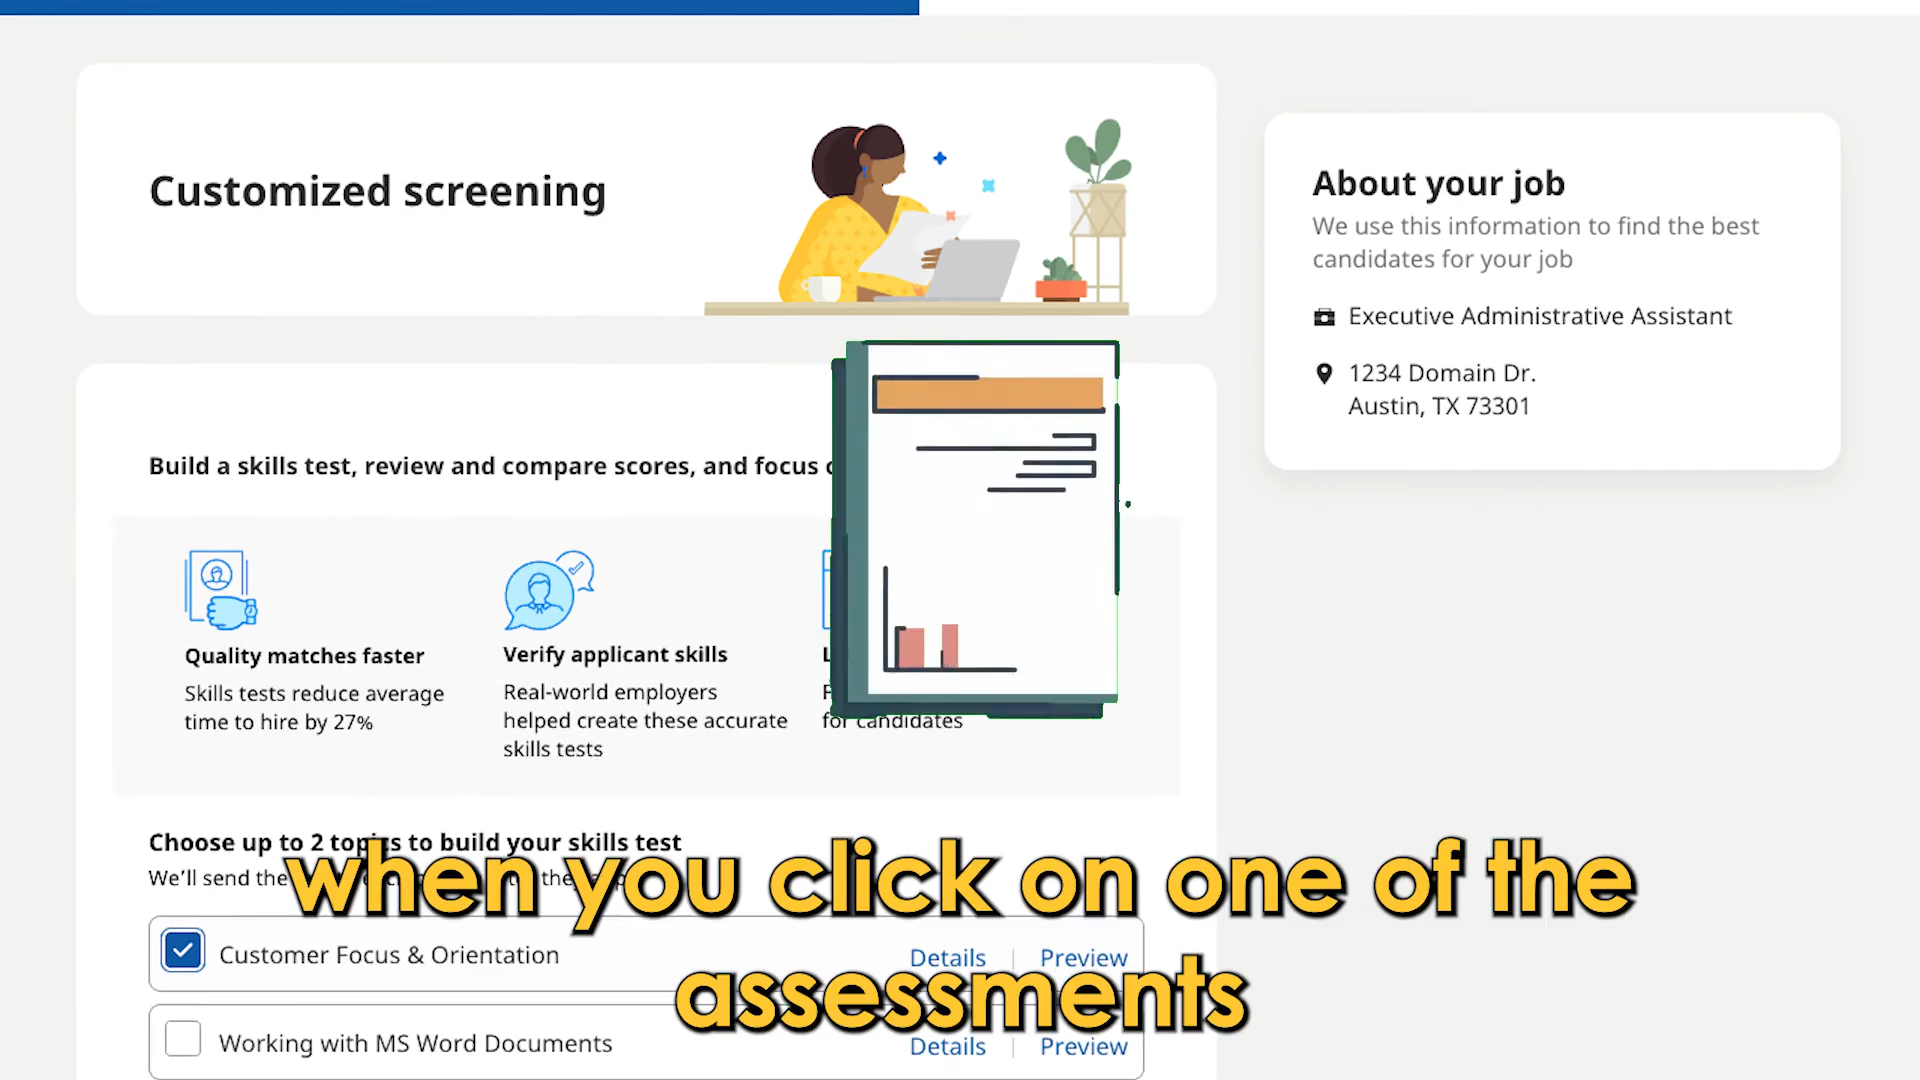 Customized screening
About your job
We use this information to find the best
candidates for your job
Executive Administrative Assistant
1234 Domain Dr.
Austin, TX 73301
Build a skills test, review and compare scores, and focus
Quality matches faster
Skills tests reduce average
time to hire by 27%
Verify applicant skills
Real-world employers
helped create these accurate
skills tests
for candidates
Choose up to 2 topics to build your skills test
We'll send the
when you click on one of the
assessments
Customer Focus & Orientation
Details
Preview
Working with MS Word Documents
Details
Preview